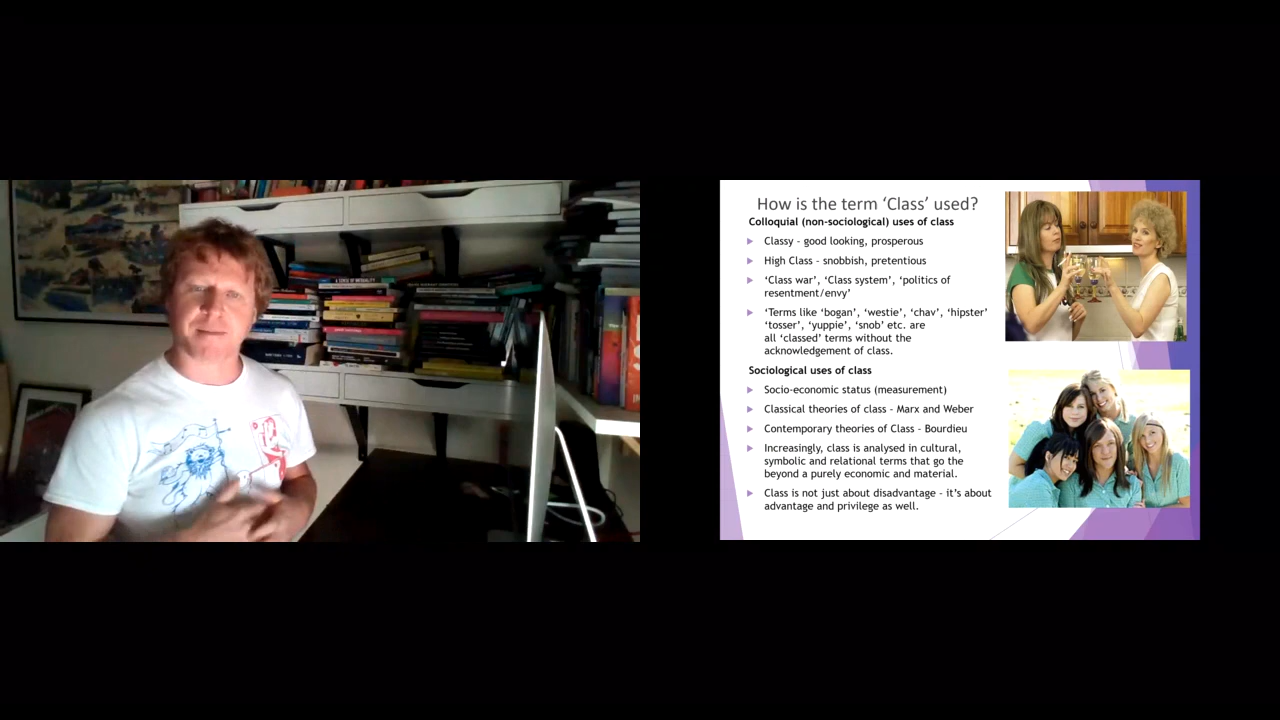 How is the term ‘Class’ used?
Colloquial (non-sociological) uses of class
Classy - good looking, prosperous
High Class - snobbish, pretentious
‘Class war’, ‘Class system’, ‘politics of
resentment/envy’
‘Terms like ‘bogan’, ‘westie’, ‘chav’, ‘hipster’
‘tosser’, ‘yuppie’, ‘snob’ etc. are
all ‘classed’ terms without the
acknowledgement of class.
Sociological uses of class
Socio-economic status (measurement)
Classical theories of class - Marx and Weber
Contemporary theories of Class - Bourdieu
Increasingly, class is analysed in cultural,
symbolic and relational terms that go the
beyond a purely economic and material.
Class is not just about disadvantage - it’s about
advantage and privilege as well.